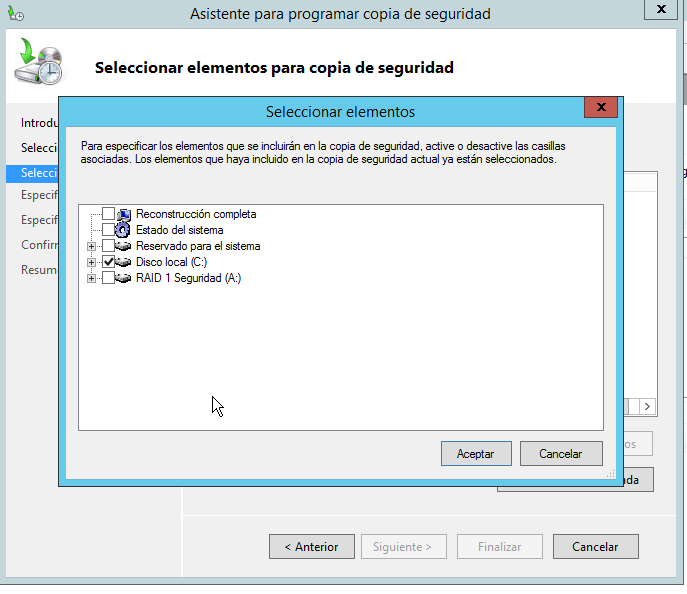 Asistente para programar copia de seguridad
x
Seleccionar elementos para copia de seguridad
Seleccionar elementos
x
Para especificar los elementos que se incluirán en la copia de seguridad, active o desactive las casillas
asociadas. Los elementos que haya incluido en la copia de seguridad actual ya están seleccionados.
Introdu
Selecci
Selecci
Especif
Especif
Confirm
Resum
Reconstrucción completa
Estado del sistema
Reservado para el sistema
Disco local (C:)
RAID 1 Seguridad (A:)
Aceptar
Cancelar
os
da
< Anterior
Siguiente >
Finalizar
Cancelar